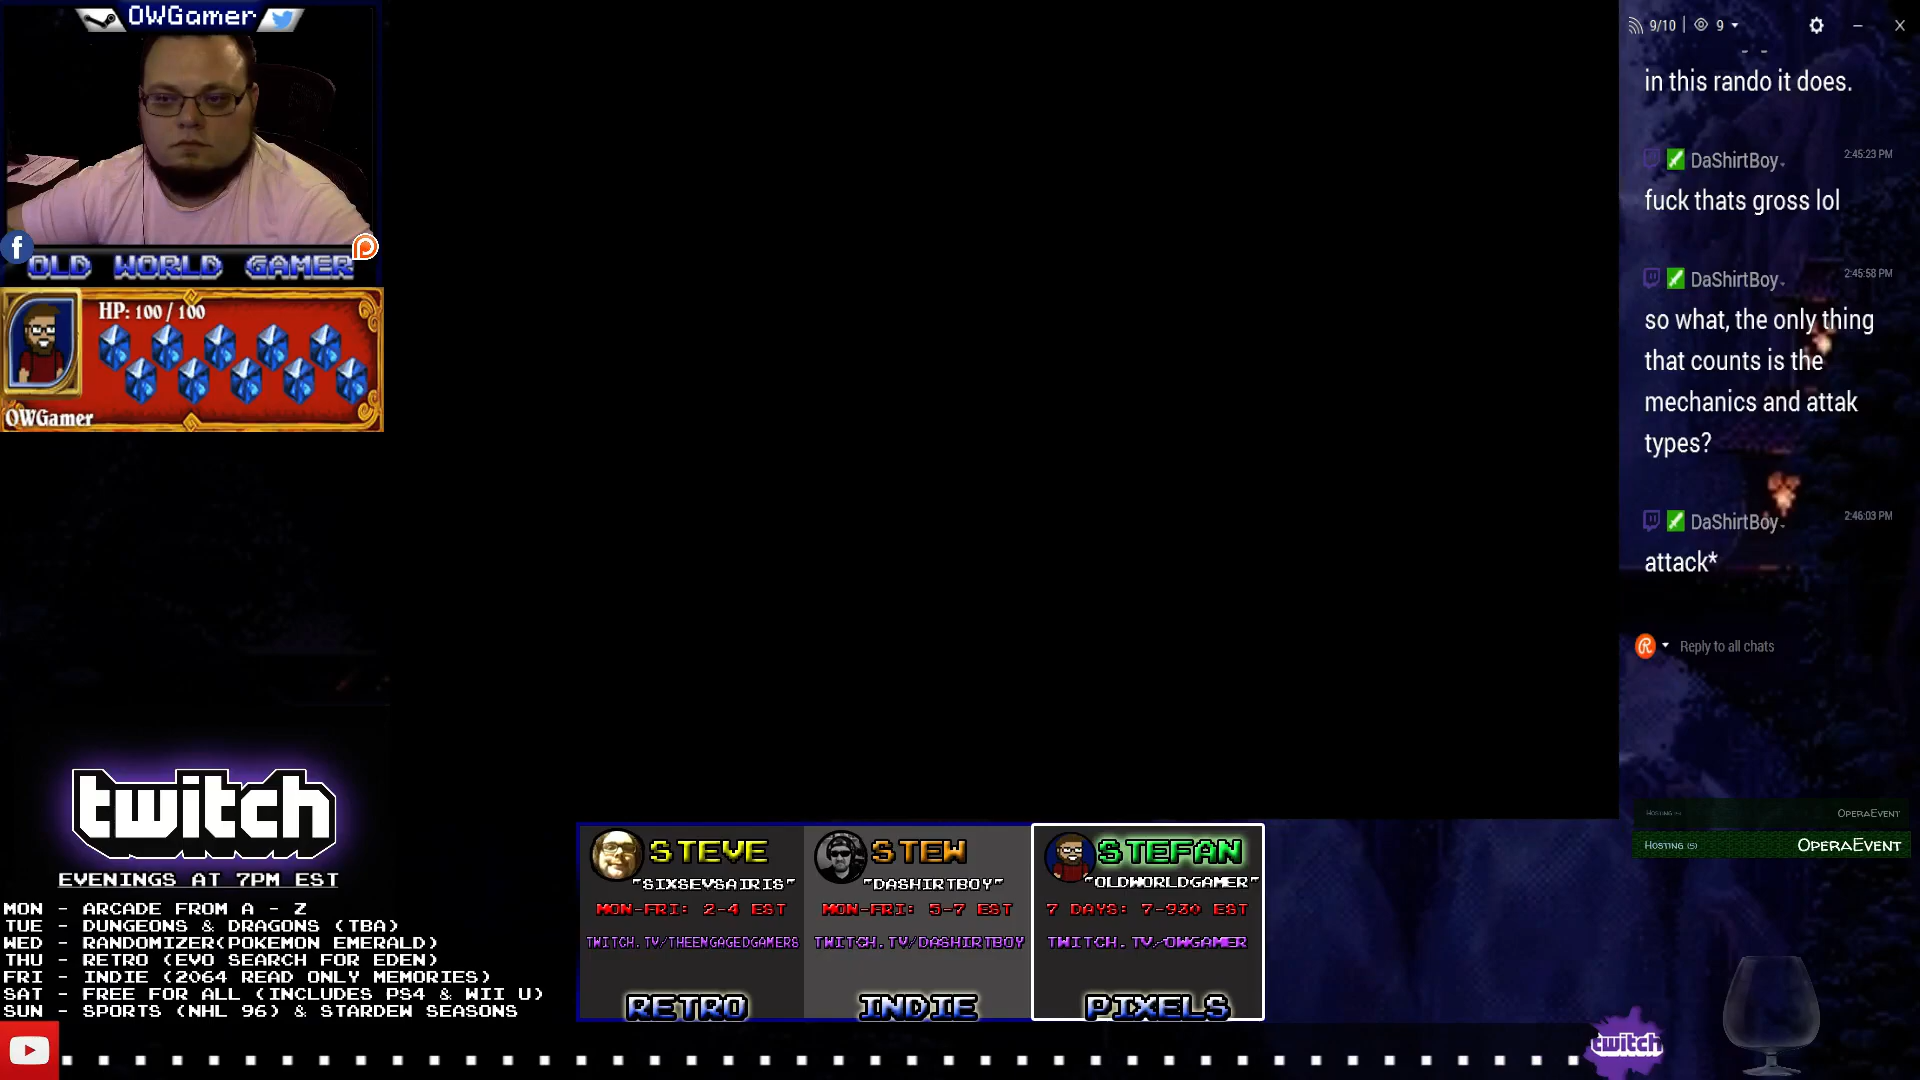 OWGamer
OLD WORLD GAMER
HP: 100 / 100
OWGamer
twitch
EVENINGS AT 7PM EST
MON - ARCADE FROM A - Z
TUE - DUNGEONS & DRAGONS (TBA)
WED - RANDOMIZER(POKEMON EMERALD)
THU - RETRO (EVO SEARCH FOR EDEN)
FRI - INDIE (2064 READ ONLY MEMORIES)
SAT - FREE FOR ALL (INCLUDES PS4 & WII U)
SUN - SPORTS (NHL 96) & STARDEW SEASONS
STEVE
"SIXSEVSAIRIS"
MON-FRI: 2-4 EST
TWITCH.TV/THEENGAGEDGAMERS
RETRO
STEW
"DASHIRTBOY"
MON-FRI: 5-7 EST
TWITCH.TV/DASHIRTBOY
INDIE
STEFAN
"OLDWORLDGAMER"
7 DAYS: 7-930 EST
TWITCH.TV/OWGAMER
PIXELS
9/10 | 9
in this rando it does.
DaShirtBoy 2:45:23 PM
fuck thats gross lol
DaShirtBoy 2:45:58 PM
so what, the only thing
that counts is the
mechanics and attak
types?
DaShirtBoy 2:46:03 PM
attack*
Reply to all chats
OperaEvent
Hosting (5) OperaEvent
twitch